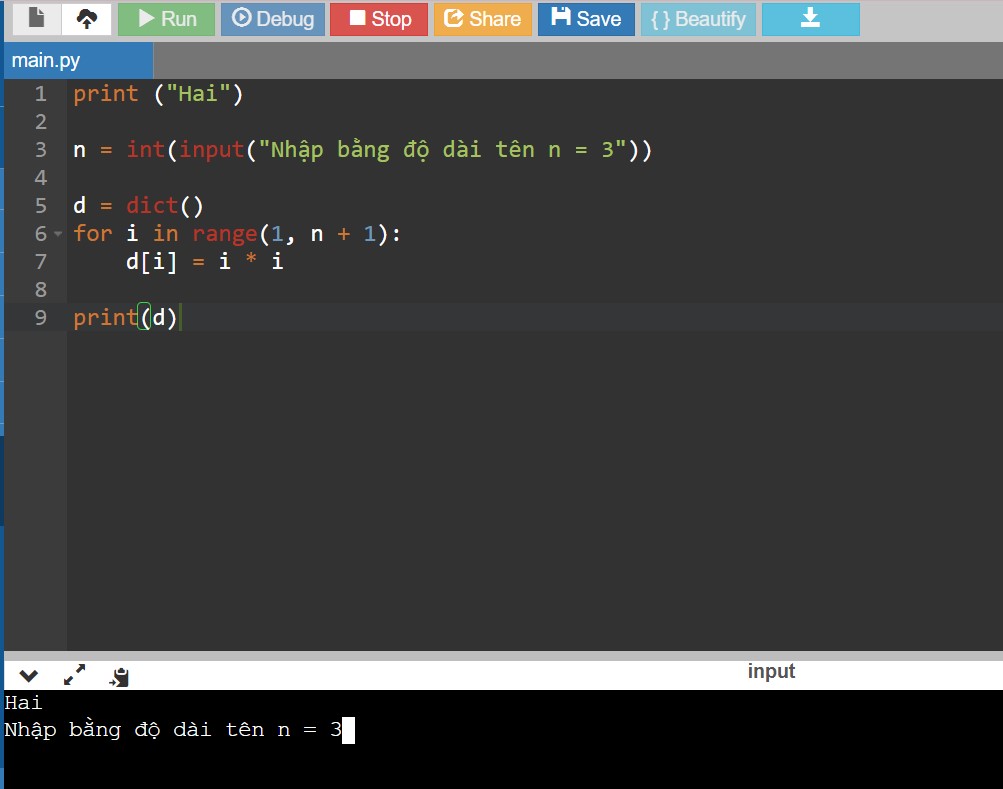 Run Debug Stop Share Save { } Beautify
main.py
1 print ("Hai")
2
3 n = int(input("Nhập bằng độ dài tên n = 3"))
4
5 d = dict()
6 for i in range(1, n + 1):
7     d[i] = i * i
8
9 print(d)
input
Hai
Nhập bằng độ dài tên n = 3